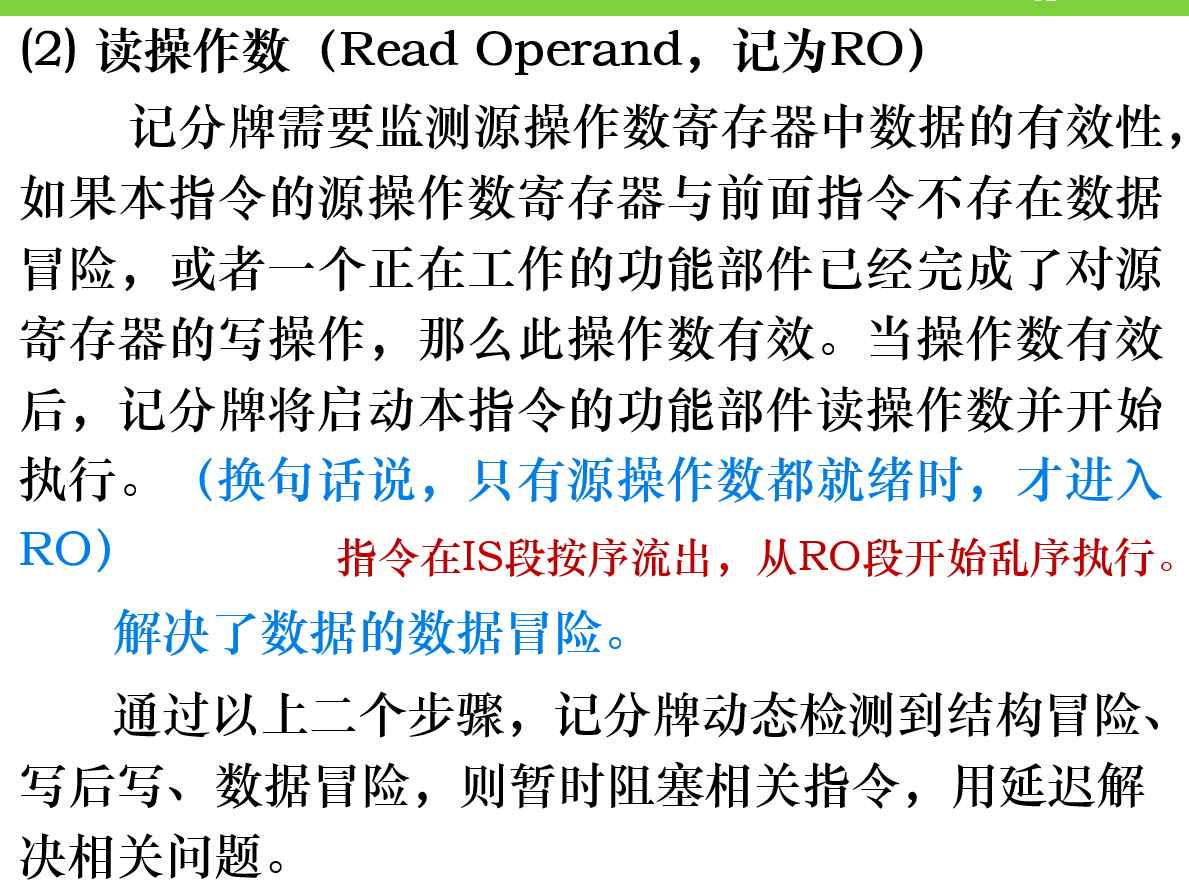 (2) 读操作数（Read Operand，记为RO）
记分牌需要监测源操作数寄存器中数据的有效性，
如果本指令的源操作数寄存器与前面指令不存在数据
冒险，或者一个正在工作的功能部件已经完成了对源
寄存器的写操作，那么此操作数有效。当操作数有效
后，记分牌将启动本指令的功能部件读操作数并开始
执行。（换句话说，只有源操作数都就绪时，才进入
RO）
指令在IS段按序流出，从RO段开始乱序执行。
解决了数据的数据冒险。
通过以上二个步骤，记分牌动态检测到结构冒险、
写后写、数据冒险，则暂时阻塞相关指令，用延迟解
决相关问题。